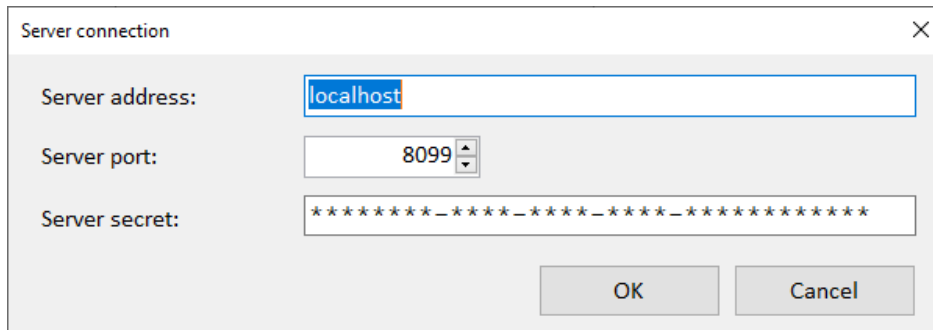 Server connection
Server address: localhost
Server port: 8099
Server secret: ********-****-****-****-************
OK Cancel